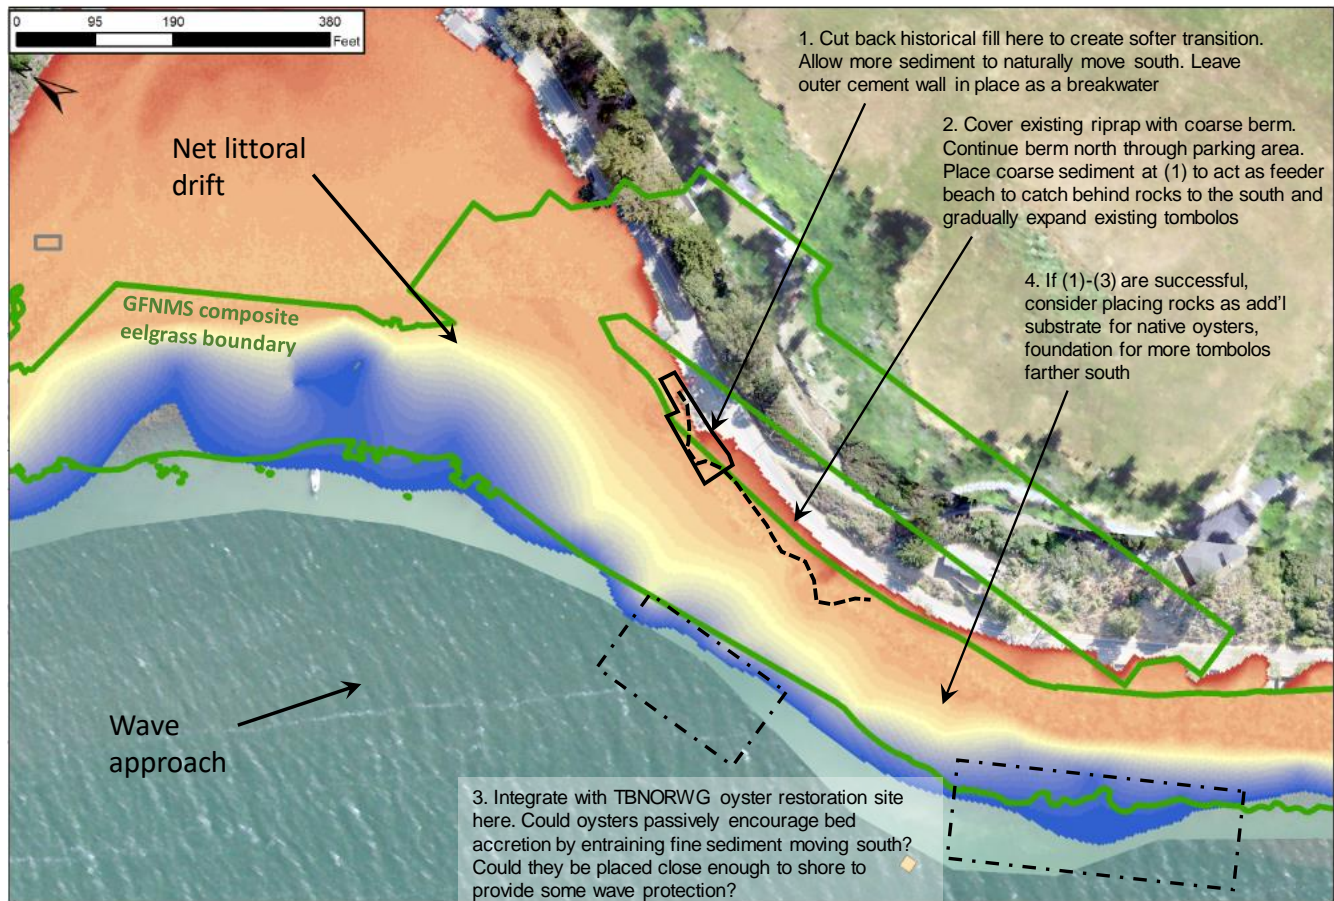 0 95 190 380
Feet
1. Cut back historical fill here to create softer transition.
Allow more sediment to naturally move south. Leave
outer cement wall in place as a breakwater
2. Cover existing riprap with coarse berm.
Continue berm north through parking area.
Place coarse sediment at (1) to act as feeder
beach to catch behind rocks to the south and
gradually expand existing tombolos
Net littoral
drift
4. If (1)-(3) are successful,
consider placing rocks as add'l
substrate for native oysters,
foundation for more tombolos
farther south
GFNMS composite
eelgrass boundary
Wave
approach
3. Integrate with TBNORWG oyster restoration site
here. Could oysters passively encourage bed
accretion by entraining fine sediment moving south?
Could they be placed close enough to shore to
provide some wave protection?